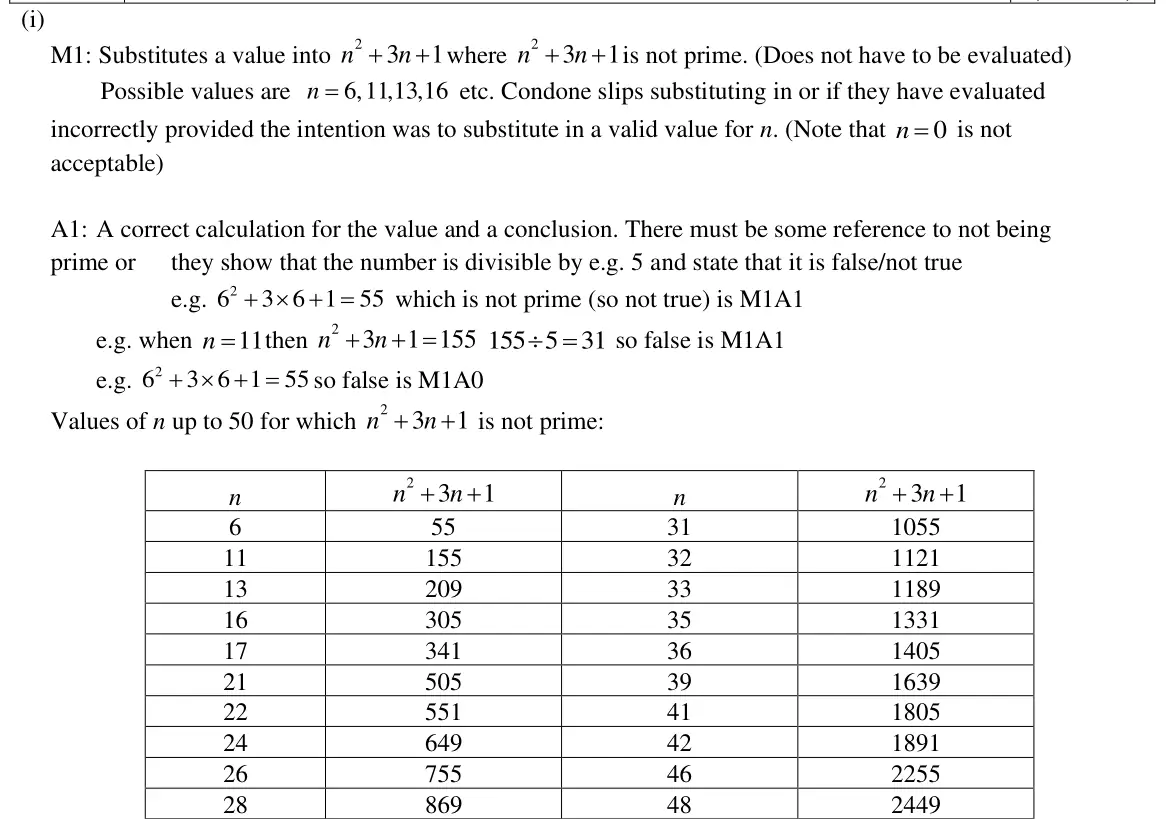 (i)
M1: Substitutes a value into n² + 3n + 1 where n² + 3n + 1 is not prime. (Does not have to be evaluated)
Possible values are n = 6, 11, 13, 16 etc. Condone slips substituting in or if they have evaluated
incorrectly provided the intention was to substitute in a valid value for n. (Note that n = 0 is not
acceptable)
A1: A correct calculation for the value and a conclusion. There must be some reference to not being
prime or they show that the number is divisible by e.g. 5 and state that it is false/not true
e.g. 6² + 3×6 + 1 = 55 which is not prime (so not true) is M1A1
e.g. when n = 11 then n² + 3n + 1 = 155 155 ÷ 5 = 31 so false is M1A1
e.g. 6² + 3×6 + 1 = 55 so false is M1A0
Values of n up to 50 for which n² + 3n + 1 is not prime:
n n² + 3n + 1 n n² + 3n + 1
6 55 31 1055
11 155 32 1121
13 209 33 1189
16 305 35 1331
17 341 36 1405
21 505 39 1639
22 551 41 1805
24 649 42 1891
26 755 46 2255
28 869 48 2449